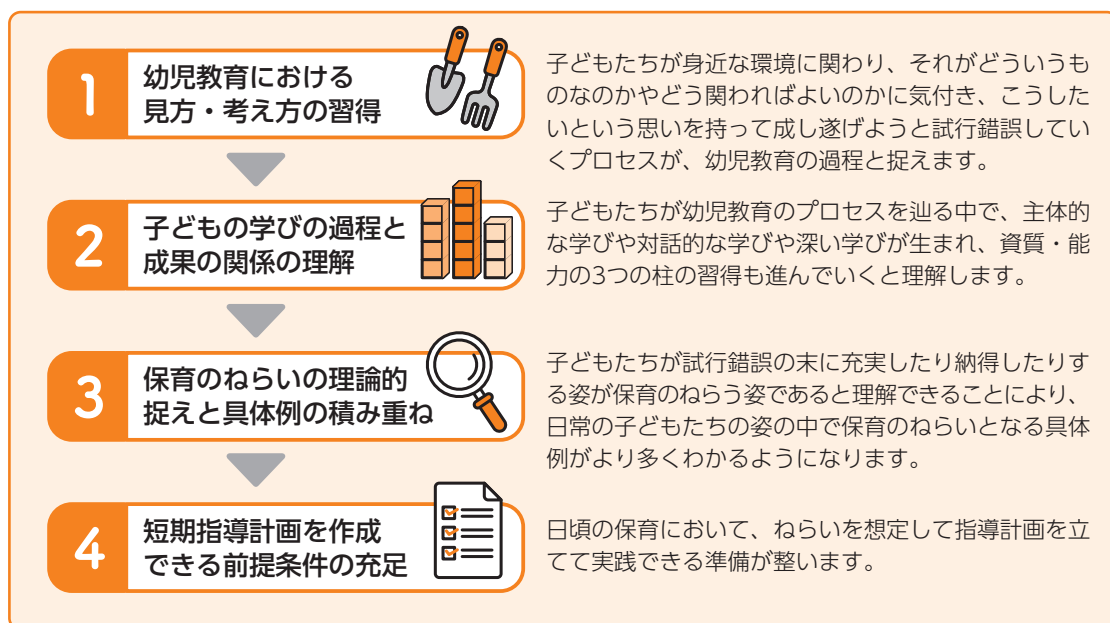 1
幼児教育における
見方・考え方の習得
子どもたちが身近な環境に関わり、それがどういうも
のなのかやどう関わればよいのかに気付き、こうした
いという思いを持って成し遂げようと試行錯誤してい
くプロセスが、幼児教育の過程と捉えます。
2
子どもの学びの過程と
成果の関係の理解
子どもたちが幼児教育のプロセスを辿る中で、主体的
な学びや対話的な学びや深い学びが生まれ、資質・能
力の3つの柱の習得も進んでいくと理解します。
3
保育のねらいの理論的
捉えと具体例の積み重ね
子どもたちが試行錯誤の末に充実したり納得したりす
る姿が保育のねらう姿であると理解できることにより、
日常の子どもたちの姿の中で保育のねらいとなる具体
例がより多くわかるようになります。
4
短期指導計画を作成
できる前提条件の充足
日頃の保育において、ねらいを想定して指導計画を立
てて実践できる準備が整います。